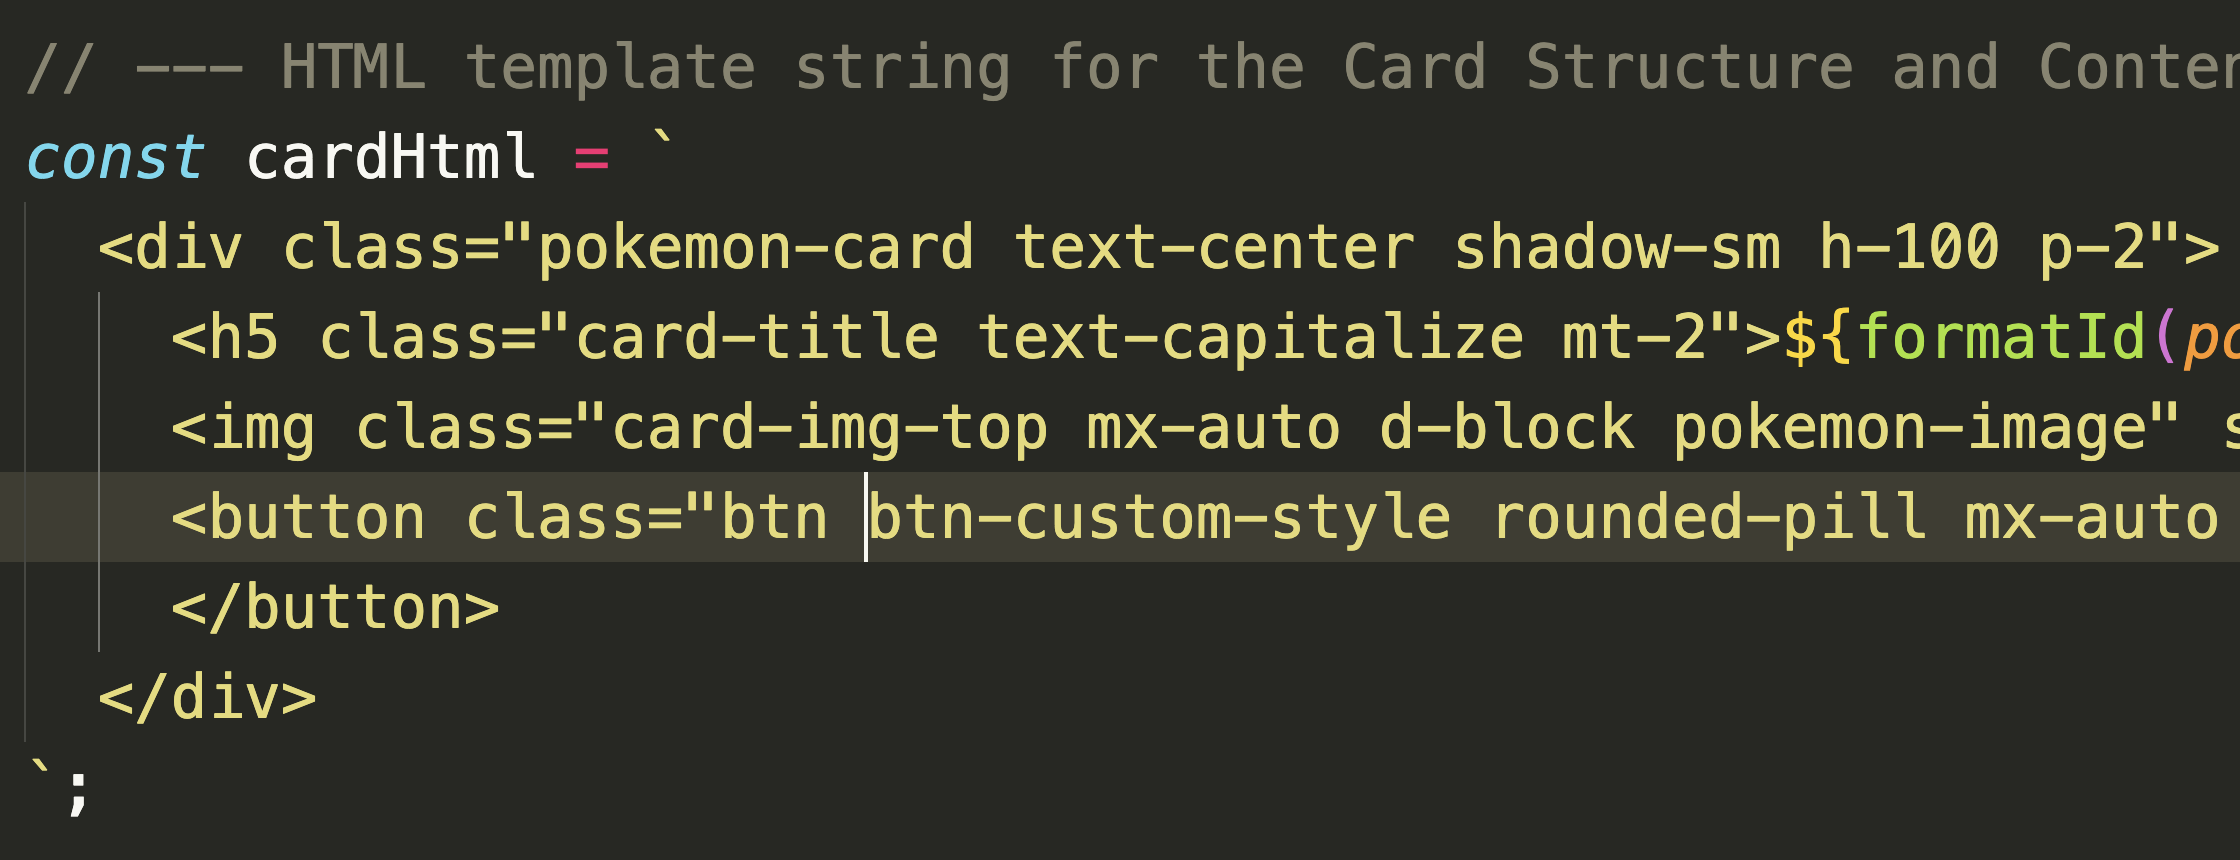 // --- HTML template string for the Card Structure and
const cardHtml = `
<div class="pokemon-card text-center shadow-sm h-100 p-2">
<h5 class="card-title text-capitalize mt-2">${formatId(
<img class="card-img-top mx-auto d-block pokemon-image"
<button class="btn btn-custom-style rounded-pill mx-auto
</button>
</div>
`;